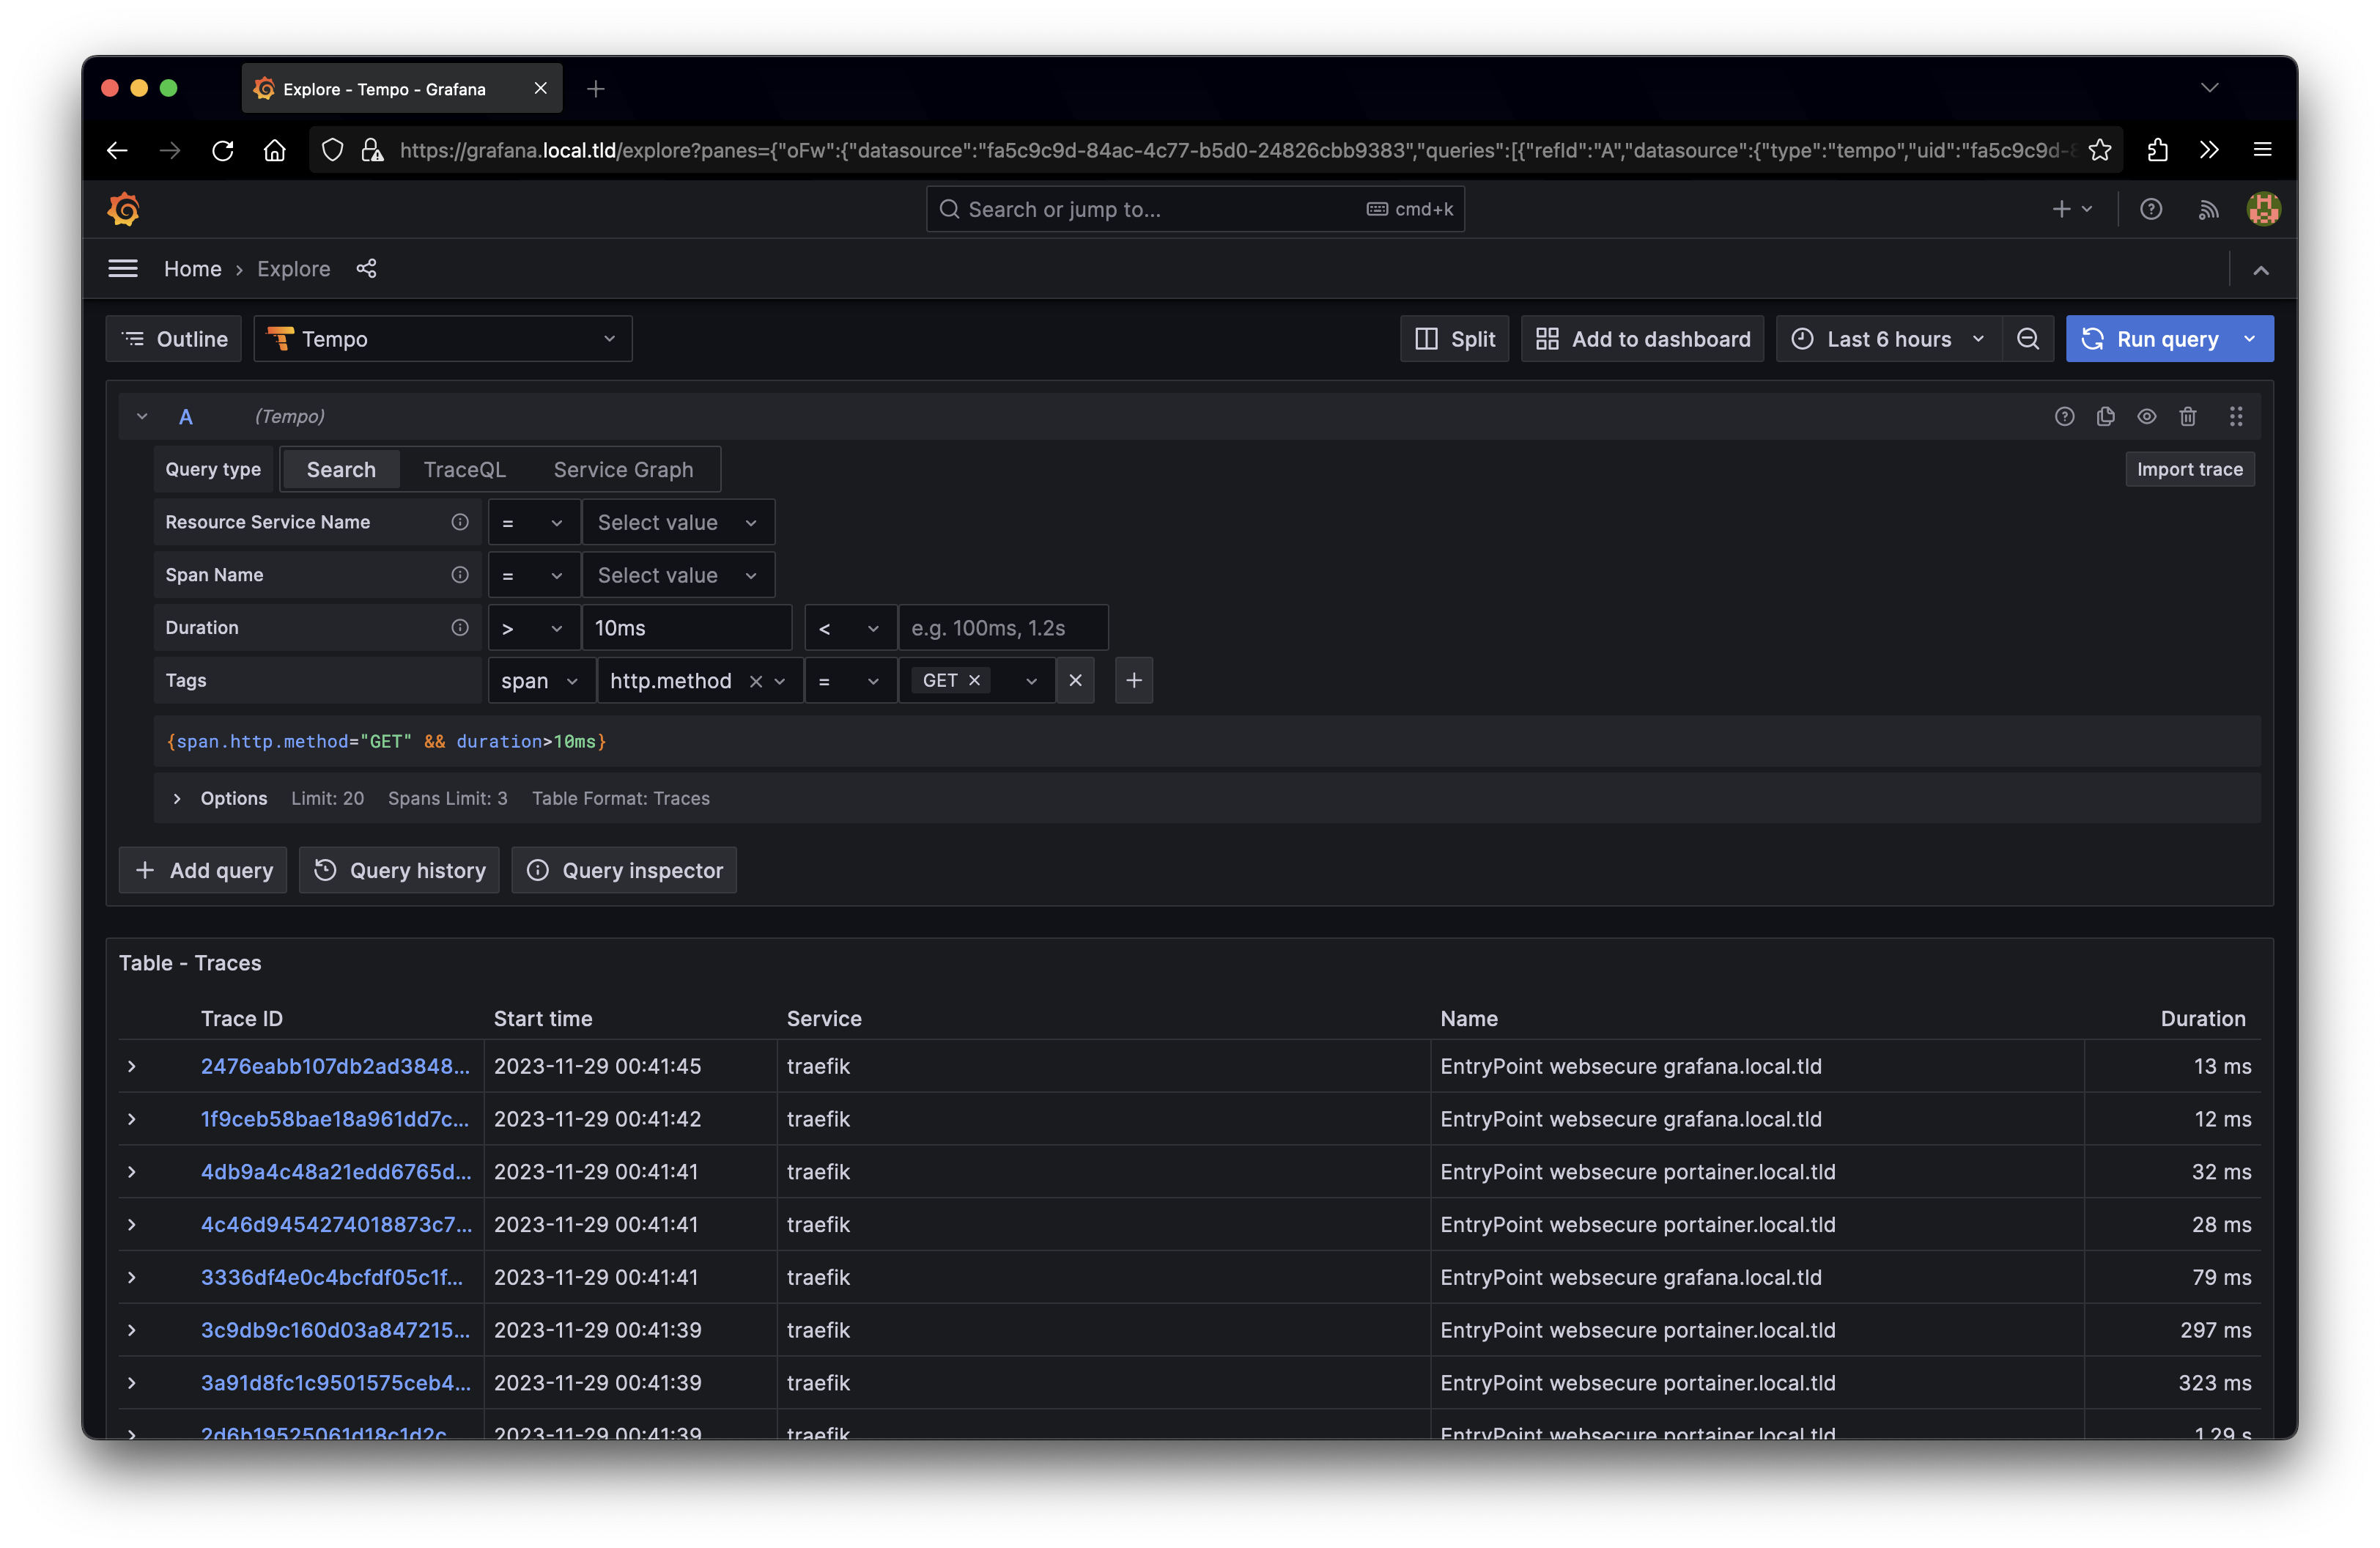 Explore - Tempo - Grafana
https://grafana.local.tld/explore?panes={"oFw":{"datasource":"fa5c9c9d-84ac-4c77-b5d0-24826cbb9383","queries":[{"refId":"A","datasource":{"type":"tempo","uid":"fa5c9c9d-8
Search or jump to... cmd+k
Home › Explore
Outline Tempo Split Add to dashboard Last 6 hours Run query
A (Tempo)
Query type Search TraceQL Service Graph Import trace
Resource Service Name = Select value
Span Name = Select value
Duration > 10ms < e.g. 100ms, 1.2s
Tags span http.method = GET
{span.http.method="GET" && duration>10ms}
Options Limit: 20 Spans Limit: 3 Table Format: Traces
Add query Query history Query inspector
Table - Traces
Trace ID Start time Service Name Duration
2476eabb107db2ad3848... 2023-11-29 00:41:45 traefik EntryPoint websecure grafana.local.tld 13 ms
1f9ceb58bae18a961dd7c... 2023-11-29 00:41:42 traefik EntryPoint websecure grafana.local.tld 12 ms
4db9a4c48a21edd6765d... 2023-11-29 00:41:41 traefik EntryPoint websecure portainer.local.tld 32 ms
4c46d9454274018873c7... 2023-11-29 00:41:41 traefik EntryPoint websecure portainer.local.tld 28 ms
3336df4e0c4bcfdf05c1f... 2023-11-29 00:41:41 traefik EntryPoint websecure grafana.local.tld 79 ms
3c9db9c160d03a847215... 2023-11-29 00:41:39 traefik EntryPoint websecure portainer.local.tld 297 ms
3a91d8fc1c9501575ceb4... 2023-11-29 00:41:39 traefik EntryPoint websecure portainer.local.tld 323 ms
2d6b19525061d18c1d2c 2023-11-29 00:41:39 traefik EntryPoint websecure portainer.local.tld 1.29 s